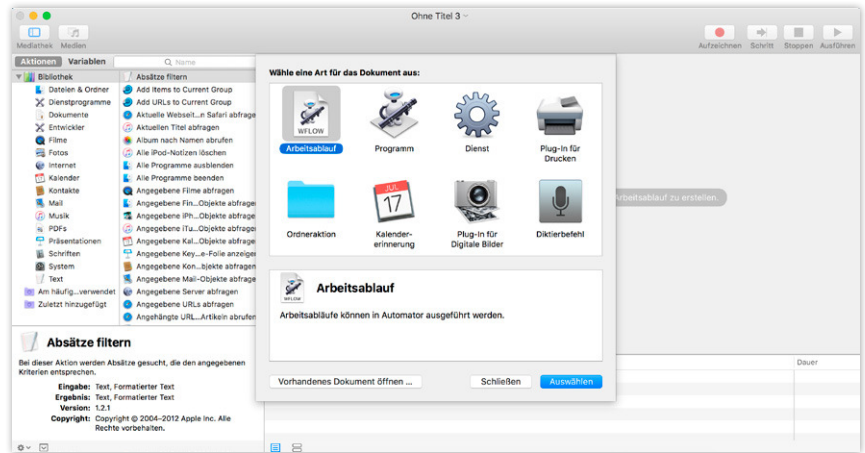 Ohne Titel 3
Mediathek Medien
Aufzeichnen Schritt Stoppen Ausführen
Aktionen Variablen
Name
Bibliothek
Dateien & Ordner
Dienstprogramme
Dokumente
Entwickler
Filme
Fotos
Internet
Kalender
Kontakte
Mail
Musik
PDFs
Präsentationen
Schriften
System
Text
Am häufig...verwendet
Zuletzt hinzugefügt
Absätze filtern
Add Items to Current Group
Add URLs to Current Group
Aktuelle Webseit...n Safari abfrage
Aktuellen Titel abfragen
Album nach Namen abrufen
Alle iPod-Notizen löschen
Alle Programme ausblenden
Alle Programme beenden
Angegebene Filme abfragen
Angegebene Fin...Objekte abfrage
Angegebene iPh...Objekte abfrage
Angegebene iTu...Objekte abfrage
Angegebene Kal...Objekte abfrage
Angegebene Key...e-Folie anzeige
Angegebene Kon...bjekte abfragen
Angegebene Mail-Objekte abfrage
Angegebene Server abfragen
Angegebene URLs abfragen
Angehängte URL...Artikeln abrufen
Absätze filtern
Bei dieser Aktion werden Absätze gesucht, die den angegebenen
Kriterien entsprechen.
Eingabe: Text, Formatierter Text
Ergebnis: Text, Formatierter Text
Version: 1.2.1
Copyright: Copyright © 2004–2012 Apple Inc. Alle
Rechte vorbehalten.
Wähle eine Art für das Dokument aus:
WFLOW
Arbeitsablauf
Programm
Dienst
Plug-In für
Drucken
Ordneraktion
JUL
17
Kalender-
erinnerung
Plug-In für
Digitale Bilder
Diktierbefehl
WFLOW
Arbeitsablauf
Arbeitsabläufe können in Automator ausgeführt werden.
Vorhandenes Dokument öffnen ...
Schließen
Auswählen
Arbeitsablauf zu erstellen.
Dauer